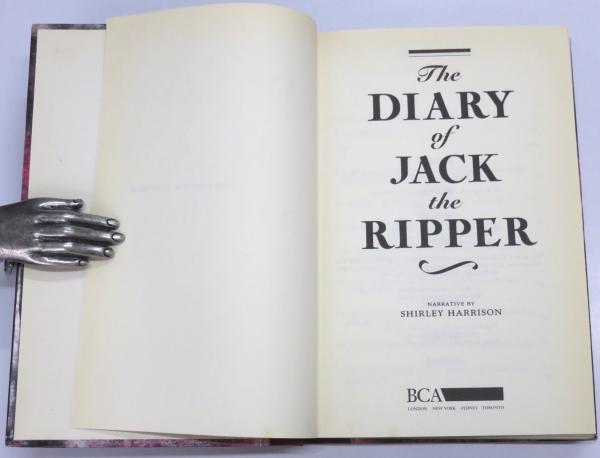 The
DIARY
of
JACK
the
RIPPER
NARRATIVE BY
SHIRLEY HARRISON
BCA
LONDON NEW YORK SYDNEY TORONTO